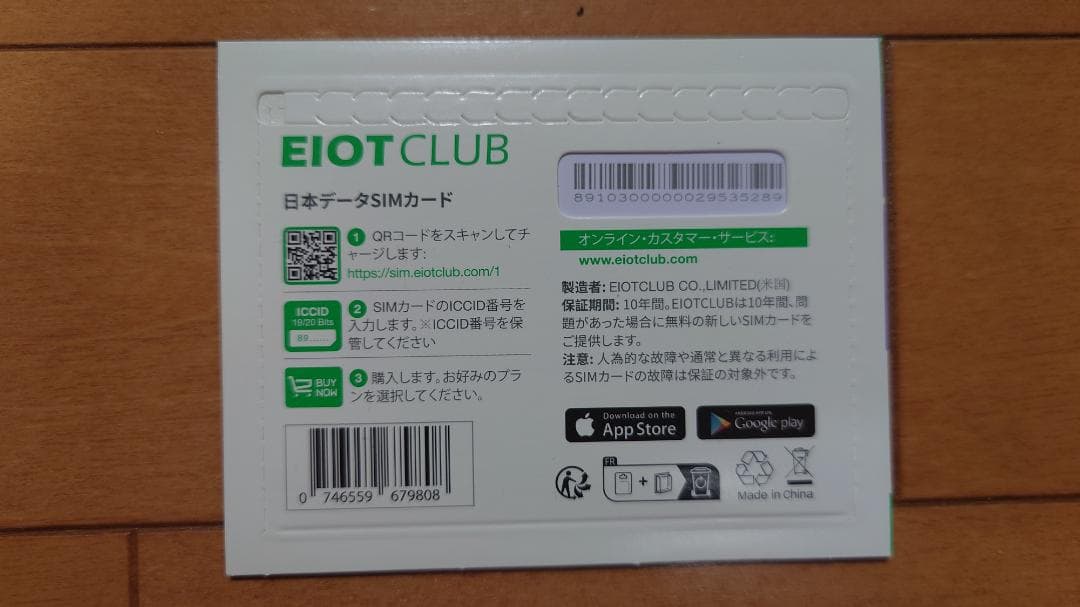 EIOTCLUB
日本データSIMカード
1 QRコードをスキャンしてチ
ャージします:
https://sim.eiotclub.com/1
ICCID
19/20 Bits
89......
2 SIMカードのICCID番号を
入力します。※ICCID番号を保
管してください
BUY
NOW
3 購入します。お好みのプラ
ンを選択してください。
0 746559 679808
89103000000029535289
オンライン・カスタマー・サービス:
www.eiotclub.com
製造者: EIOTCLUB CO.,LIMITED(米国)
保証期間: 10年間。EIOTCLUBは10年間、問
題があった場合に無料の新しいSIMカードを
ご提供します。
注意: 人為的な故障や通常と異なる利用によ
るSIMカードの故障は保証の対象外です。
Download on the
App Store
ANDROID APP ON
Google play
FR
+
Made in China